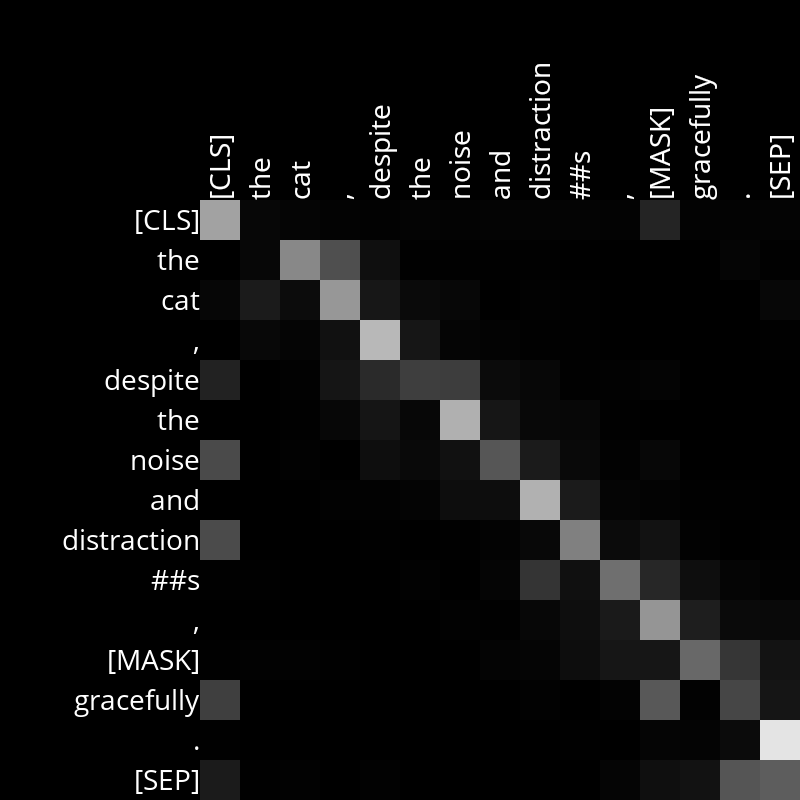 [CLS]
the
cat
,
despite
the
noise
and
distraction
##s
,
[MASK]
gracefully
.
[SEP]
[CLS]
the
cat
,
despite
the
noise
and
distraction
##s
,
[MASK]
gracefully
.
[SEP]